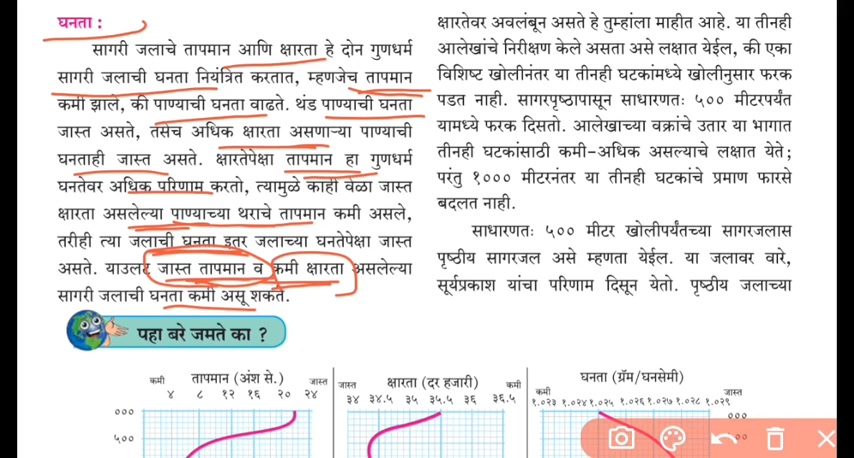 घनता :
सागरी जलाचे तापमान आणि क्षारता हे दोन गुणधर्म
सागरी जलाची घनता नियंत्रित करतात, म्हणजेच तापमान
कमी झाले, की पाण्याची घनता वाढते. थंड पाण्याची घनता
जास्त असते, तसेच अधिक क्षारता असणाऱ्या पाण्याची
घनताही जास्त असते. क्षारतेपेक्षा तापमान हा गुणधर्म
घनतेवर अधिक परिणाम करतो, त्यामुळे काही वेळा जास्त
क्षारता असलेल्या पाण्याच्या थराचे तापमान कमी असले,
तरीही त्या जलाची घनता इतर जलाच्या घनतेपेक्षा जास्त
असते. याउलट जास्त तापमान व कमी क्षारता असलेल्या
सागरी जलाची घनता कमी असू शकते.
क्षारतेवर अवलंबून असते हे तुम्हांला माहीत आहे. या तीनही
आलेखांचे निरीक्षण केले असता असे लक्षात येईल, की एका
विशिष्ट खोलीनंतर या तीनही घटकांमध्ये खोलीनुसार फरक
पडत नाही. सागरपृष्ठापासून साधारणतः ५०० मीटरपर्यंत
यामध्ये फरक दिसतो. आलेखाच्या वक्रांचे उतार या भागात
तीनही घटकांसाठी कमी-अधिक असल्याचे लक्षात येते;
परंतु १००० मीटरनंतर या तीनही घटकांचे प्रमाण फारसे
बदलत नाही.
साधारणतः ५०० मीटर खोलीपर्यंतच्या सागरजलास
पृष्ठीय सागरजल असे म्हणता येईल. या जलावर वारे,
सूर्यप्रकाश यांचा परिणाम दिसून येतो. पृष्ठीय जलाच्या
पहा बरे जमते का ?
कमी तापमान (अंश से.) जास्त
४ ८ १२ १६ २० २४
०००
५००
जास्त क्षारता (दर हजारी) कमी
३४ ३४.५ ३५ ३५.५ ३६ ३६.५
घनता (ग्रॅम/घनसेमी)
कमी जास्त
१.०२३ १.०२४ १.०२५ १.०२६ १.०२७ १.०२८ १.०२९
०००